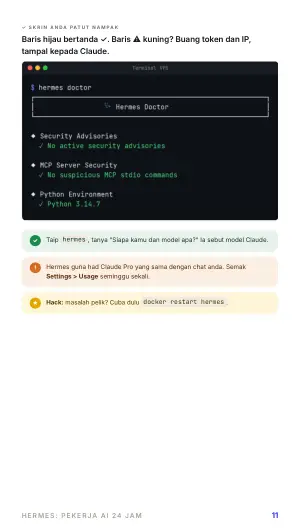 ✓ SKRIN ANDA PATUT NAMPAK
Baris hijau bertanda ✓. Baris ⚠ kuning? Buang token dan IP,
tampal kepada Claude.
Terminal VPS
$ hermes doctor
Hermes Doctor
◆ Security Advisories
✓ No active security advisories
◆ MCP Server Security
✓ No suspicious MCP stdio commands
◆ Python Environment
✓ Python 3.14.7
Taip hermes, tanya "Siapa kamu dan model apa?" Ia sebut model Claude.
Hermes guna had Claude Pro yang sama dengan chat anda. Semak
Settings > Usage seminggu sekali.
Hack: masalah pelik? Cuba dulu docker restart hermes
HERMES: PEKERJA AI 24 JAM
11